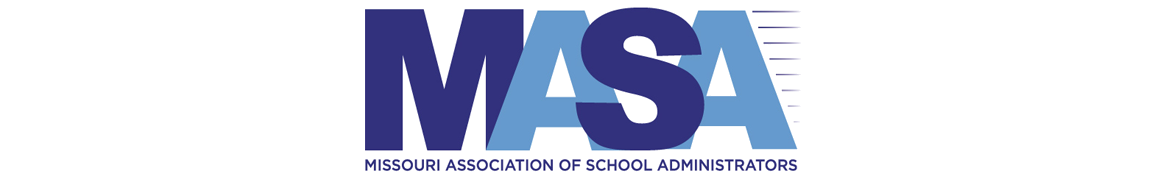 MASA
MISSOURI ASSOCIATION OF SCHOOL ADMINISTRATORS